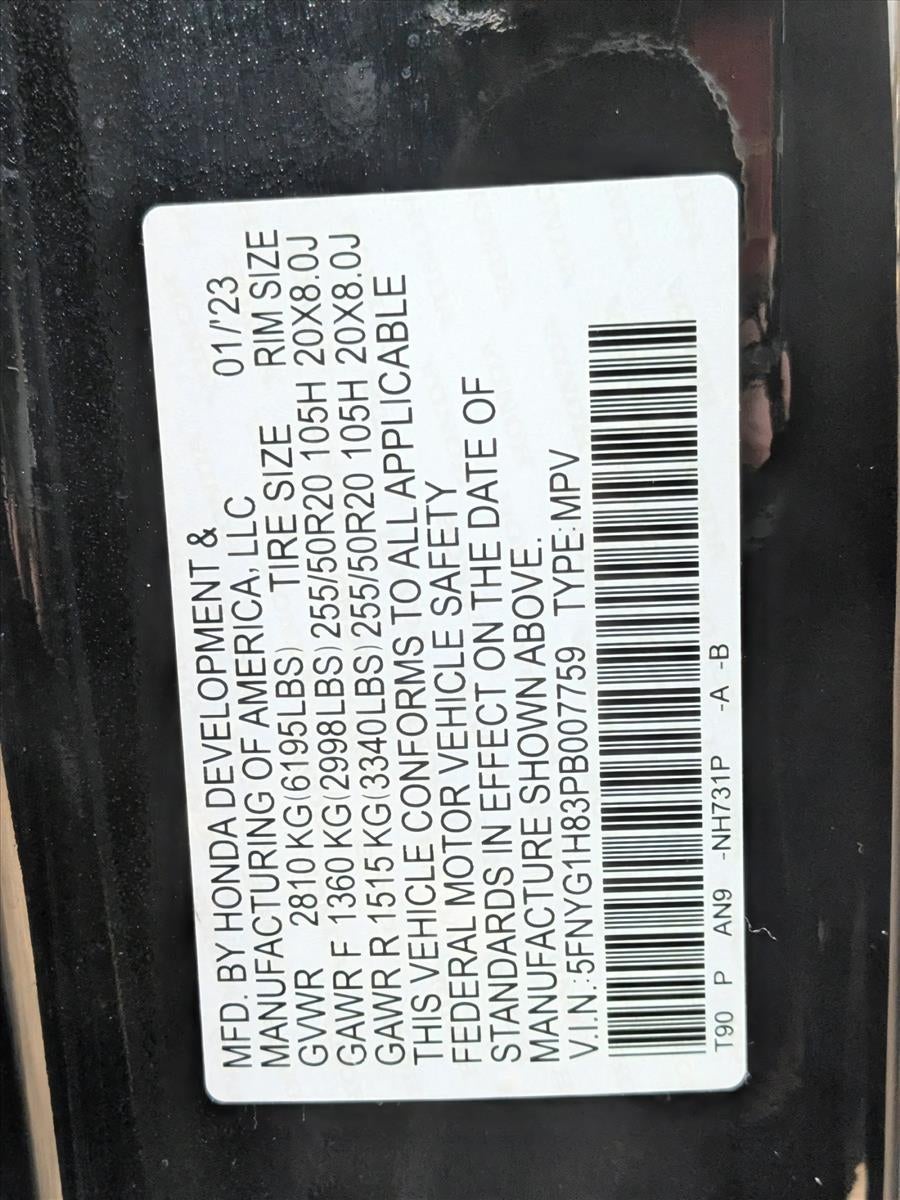 MFD. BY HONDA DEVELOPMENT &
MANUFACTURING OF AMERICA, LLC 01/'23
GVWR 2810 KG(6195LBS) TIRE SIZE RIM SIZE
GAWR F 1360 KG(2998LBS) 255/50R20 105H 20X8.0J
GAWR R 1515 KG(3340LBS) 255/50R20 105H 20X8.0J
THIS VEHICLE CONFORMS TO ALL APPLICABLE
FEDERAL MOTOR VEHICLE SAFETY
STANDARDS IN EFFECT ON THE DATE OF
MANUFACTURE SHOWN ABOVE.
V.I.N.:5FNYG1H83PB007759 TYPE:MPV
T90 P AN9 -NH731P -A -B